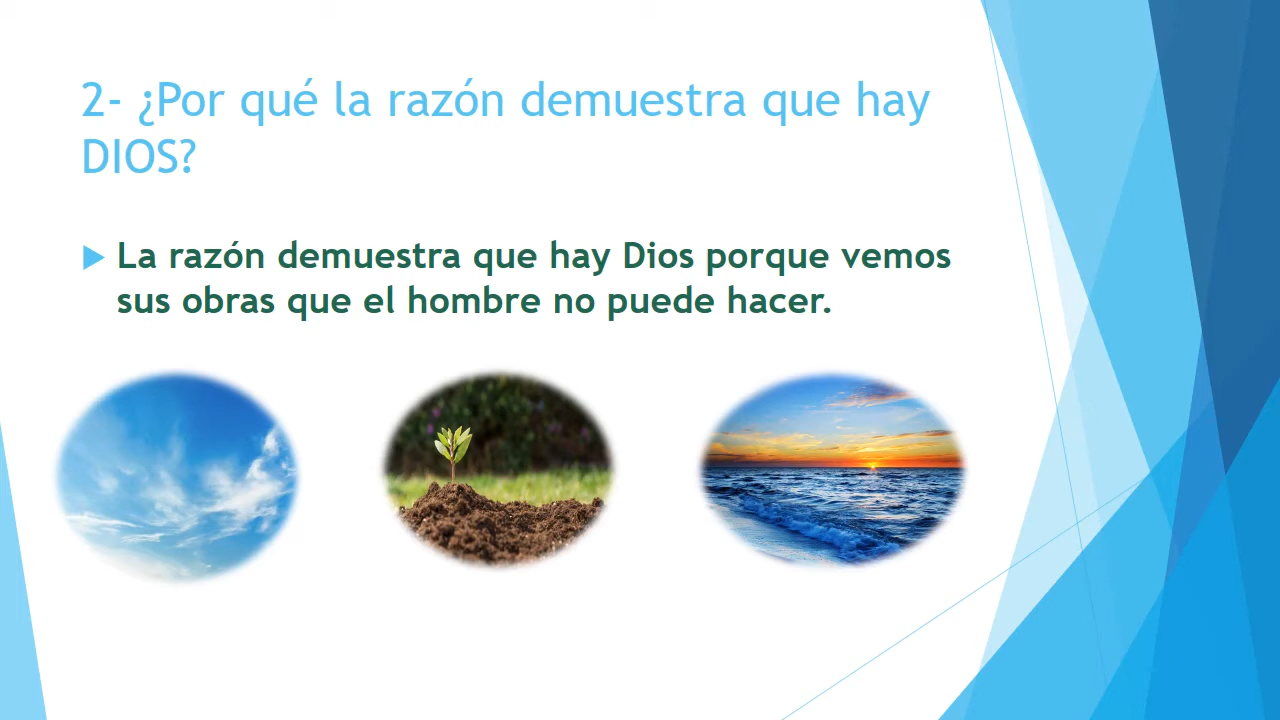 2- ¿Por qué la razón demuestra que hay
DIOS?
La razón demuestra que hay Dios porque vemos
sus obras que el hombre no puede hacer.